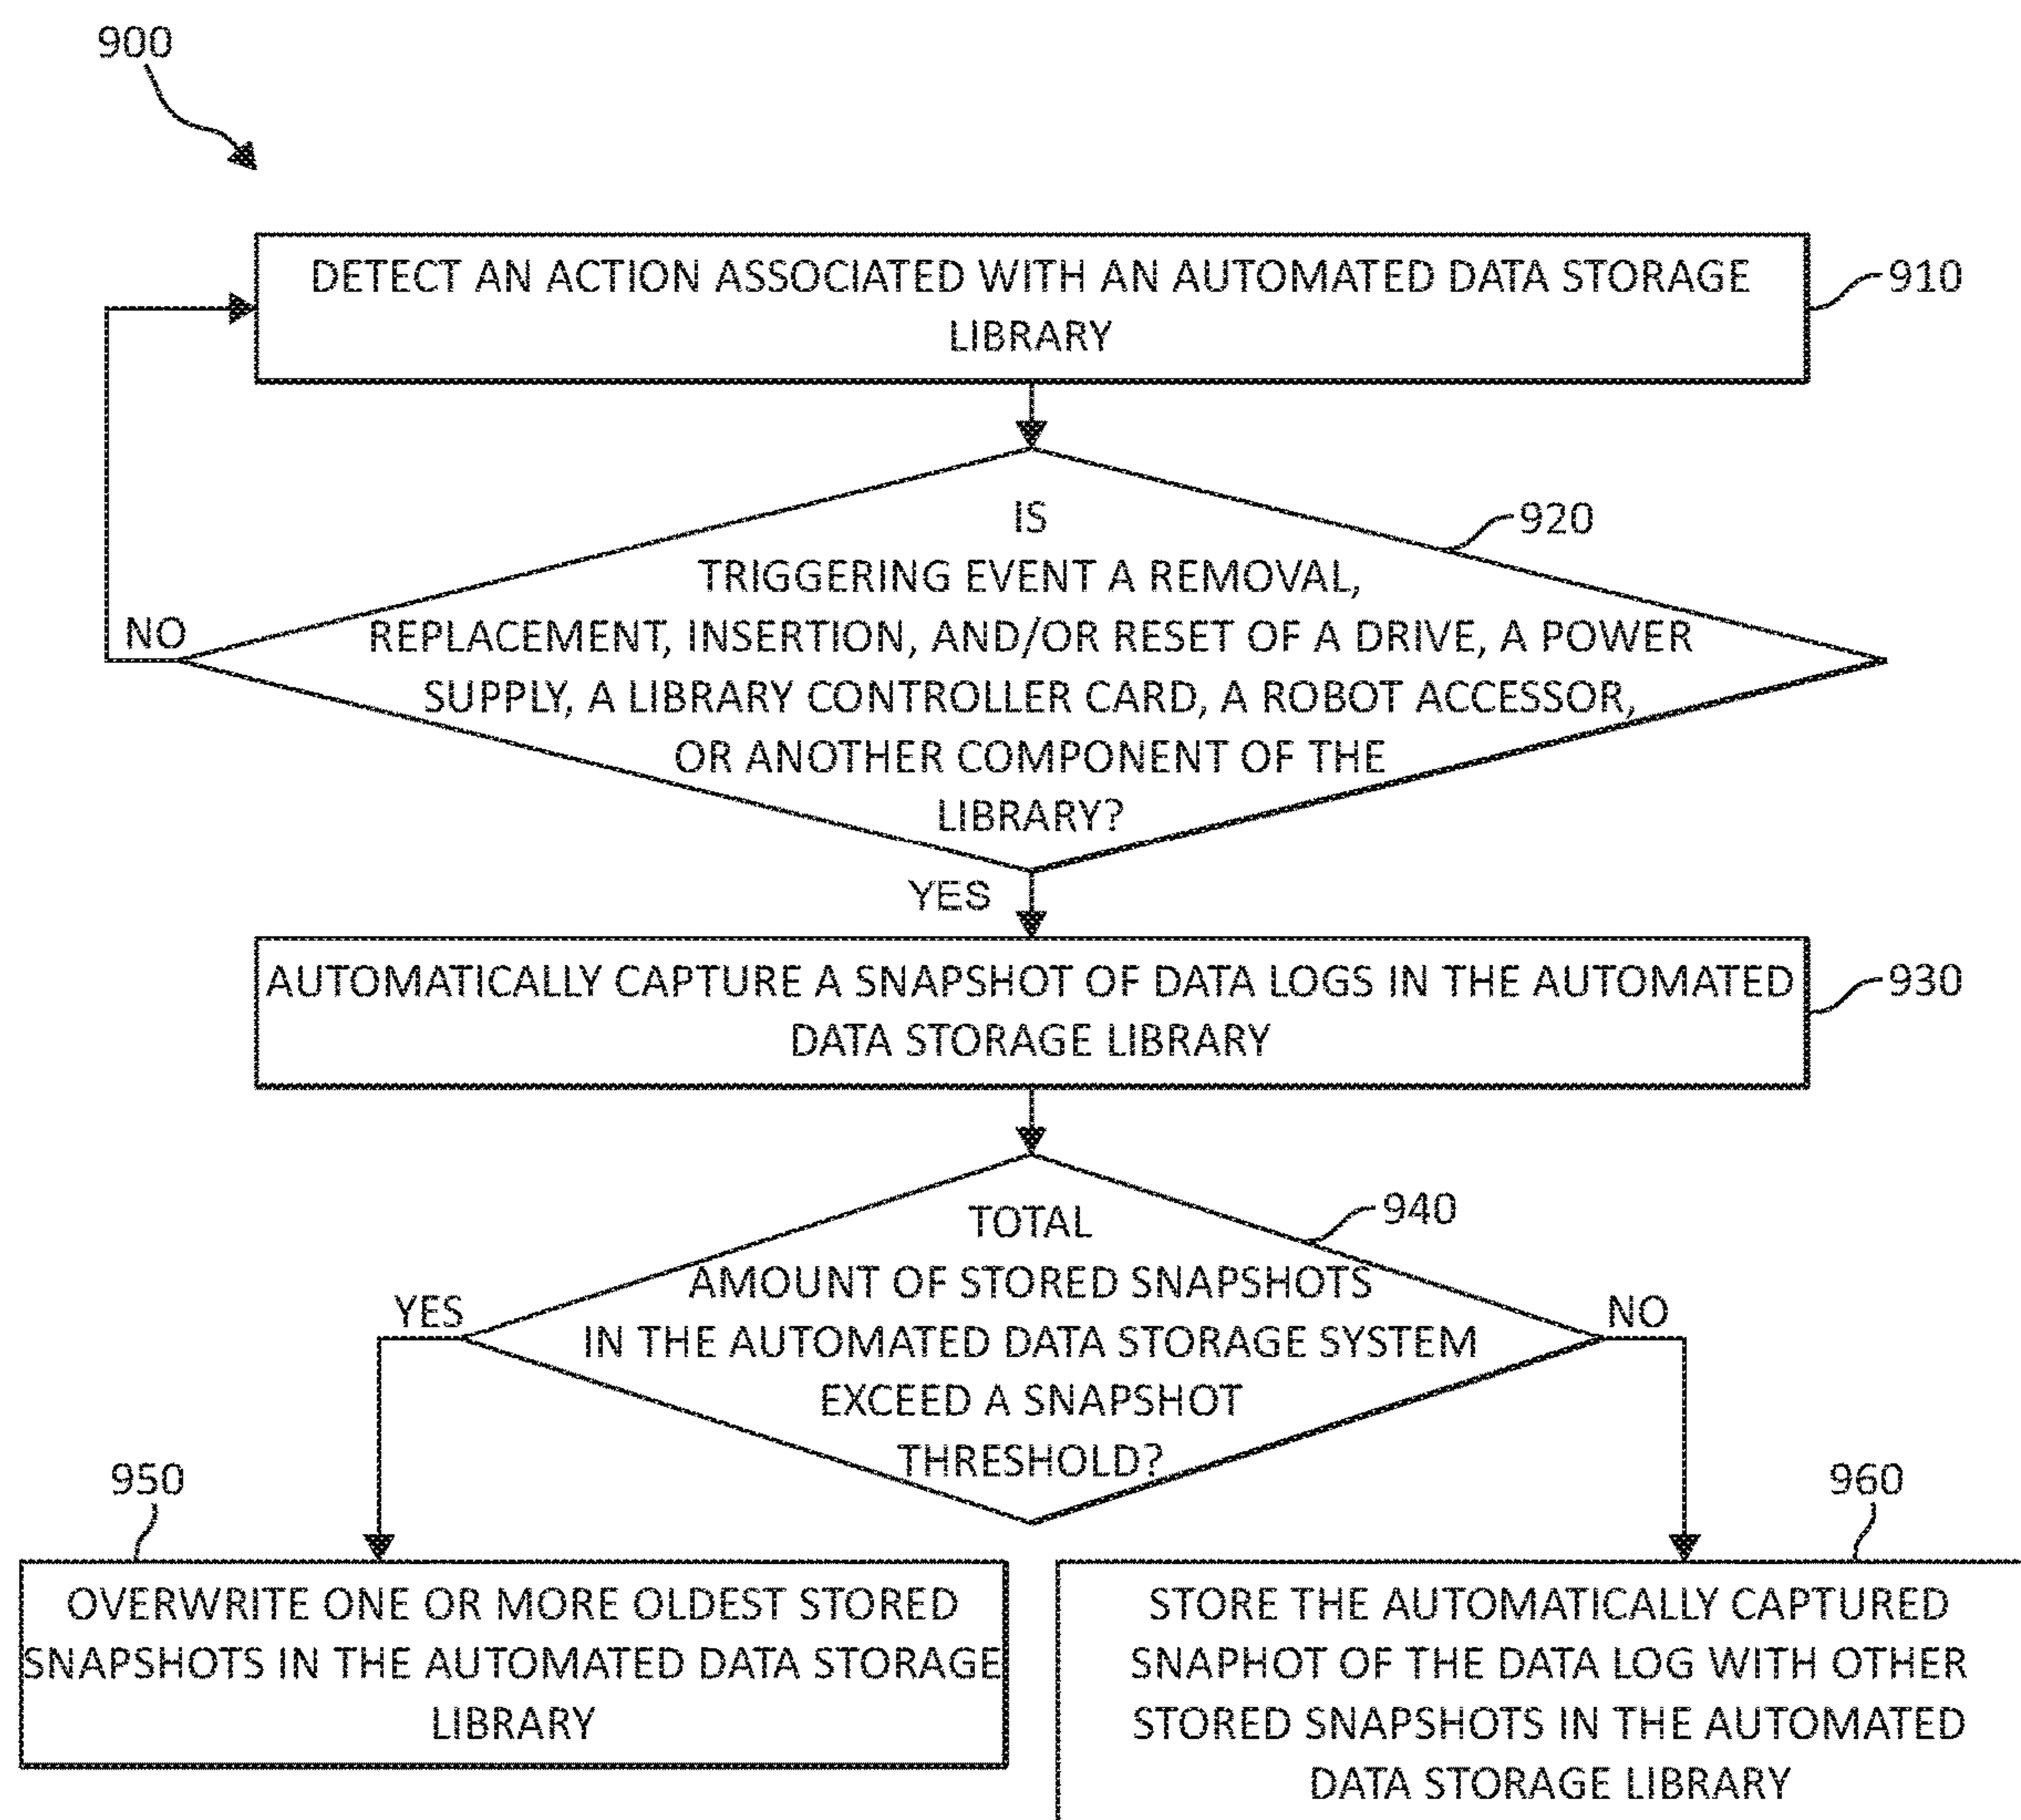 900
DETECT AN ACTION ASSOCIATED WITH AN AUTOMATED DATA STORAGE
LIBRARY
910
IS
920
TRIGGERING EVENT A REMOVAL,
REPLACEMENT, INSERTION, AND/OR RESET OF A DRIVE, A POWER
SUPPLY, A LIBRARY CONTROLLER CARD, A ROBOT ACCESSOR,
OR ANOTHER COMPONENT OF THE
LIBRARY?
NO
YES
AUTOMATICALLY CAPTURE A SNAPSHOT OF DATA LOGS IN THE AUTOMATED
DATA STORAGE LIBRARY
930
TOTAL
940
AMOUNT OF STORED SNAPSHOTS
IN THE AUTOMATED DATA STORAGE SYSTEM
EXCEED A SNAPSHOT
THRESHOLD?
YES
NO
950
OVERWRITE ONE OR MORE OLDEST STORED
SNAPSHOTS IN THE AUTOMATED DATA STORAGE
LIBRARY
960
STORE THE AUTOMATICALLY CAPTURED
SNAPHOT OF THE DATA LOG WITH OTHER
STORED SNAPSHOTS IN THE AUTOMATED
DATA STORAGE LIBRARY